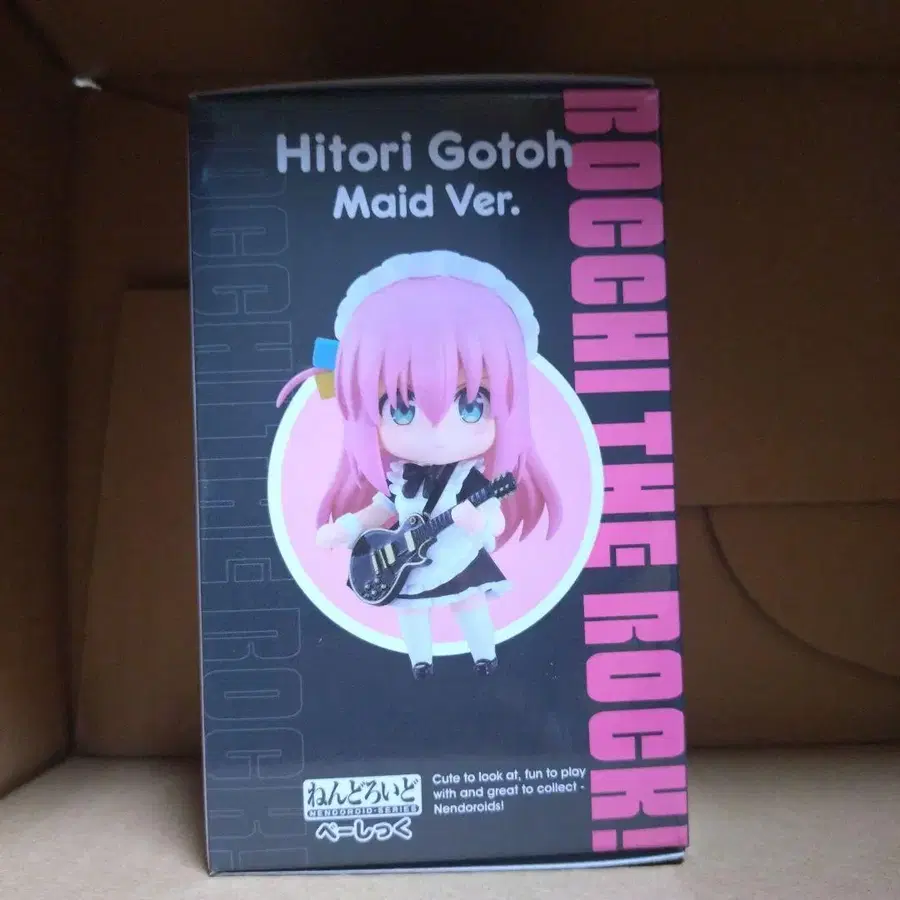 Hitori Gotoh
Maid Ver.
BOCCHI THE ROCK!
BOCCHI THE ROCK!
ねんどろいど
NENDOROID·SERIES
べーしっく
Cute to look at, fun to play
with and great to collect -
Nendoroids!